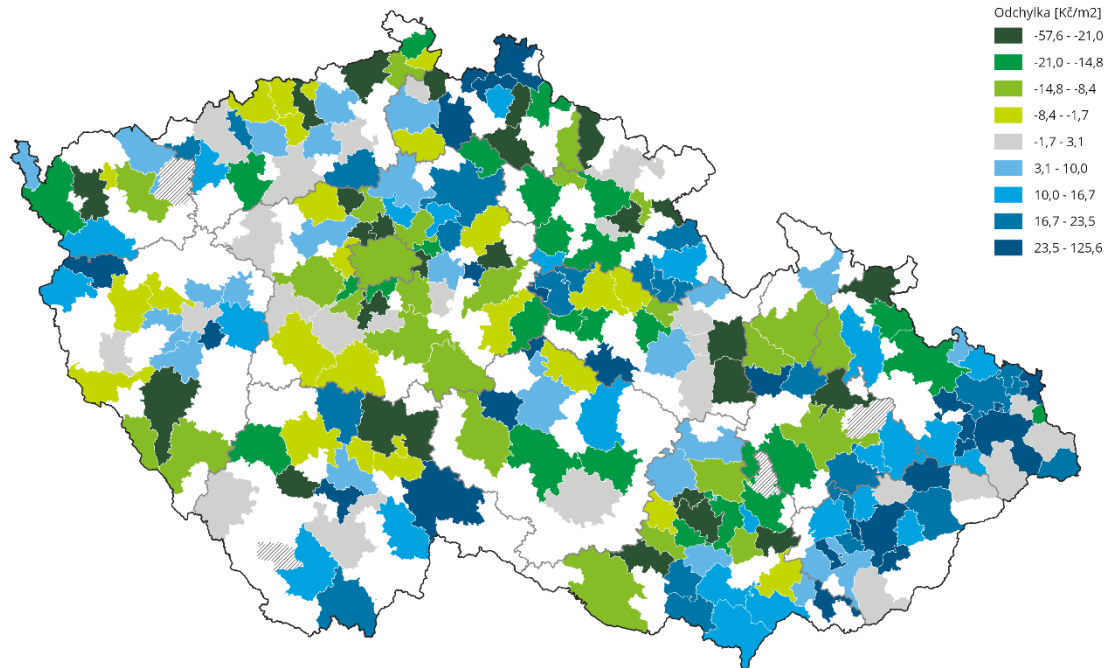 Odchylka [Kč/m2]
-57,6 - -21,0
-21,0 - -14,8
-14,8 - -8,4
-8,4 - -1,7
-1,7 - 3,1
3,1 - 10,0
10,0 - 16,7
16,7 - 23,5
23,5 - 125,6